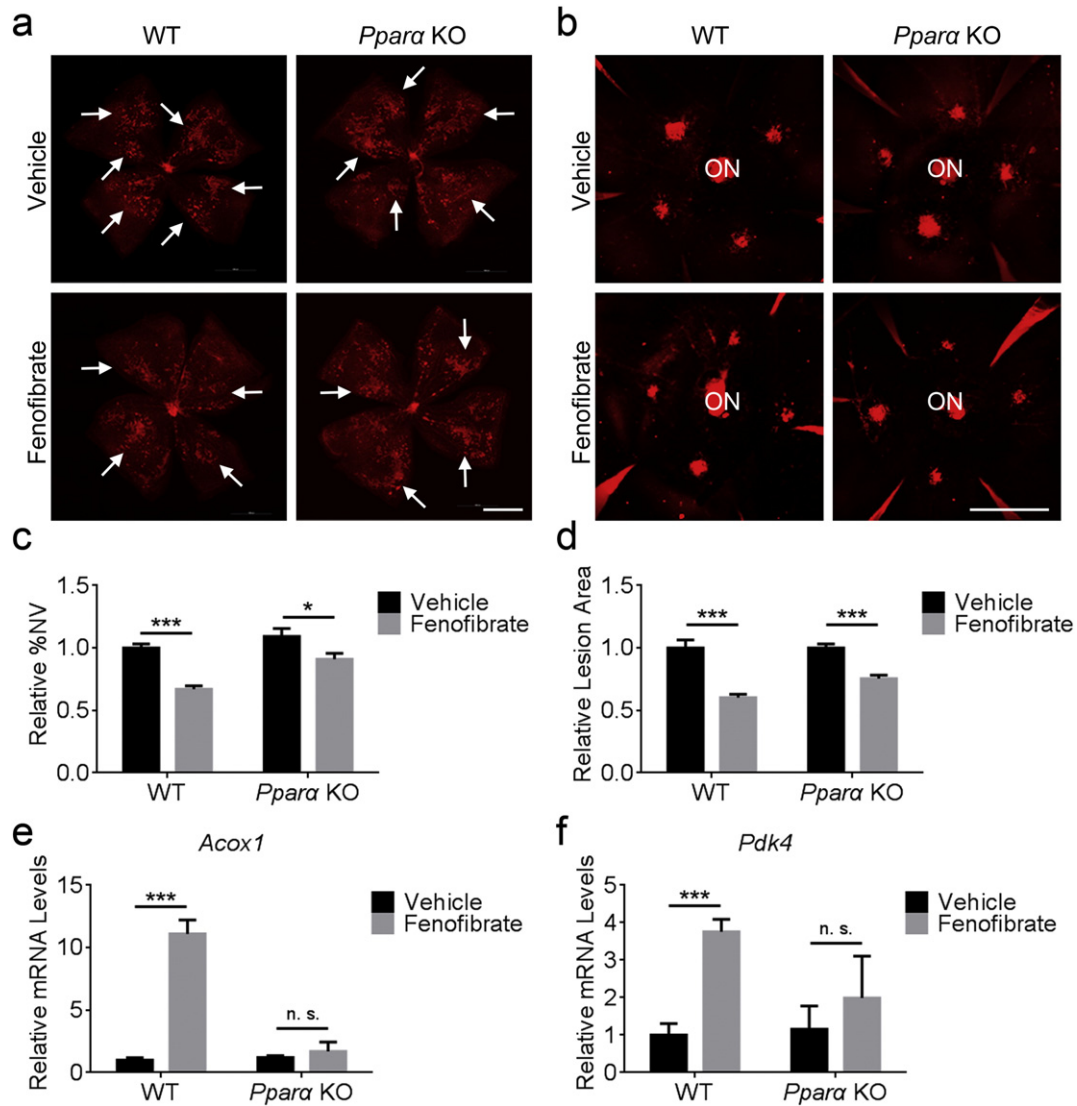 a
WT
Pparα KO
Vehicle
Fenofibrate
b
WT
Pparα KO
Vehicle
ON
ON
Fenofibrate
ON
ON
c
Relative %NV
1.5
1.0
0.5
0.0
***
*
WT
Pparα KO
Vehicle
Fenofibrate
d
Relative Lesion Area
1.5
1.0
0.5
0.0
***
***
WT
Pparα KO
Vehicle
Fenofibrate
e
Acox1
Relative mRNA Levels
15
10
5
0
***
n. s.
WT
Pparα KO
Vehicle
Fenofibrate
f
Pdk4
Relative mRNA Levels
5
4
3
2
1
0
***
n. s.
WT
Pparα KO
Vehicle
Fenofibrate